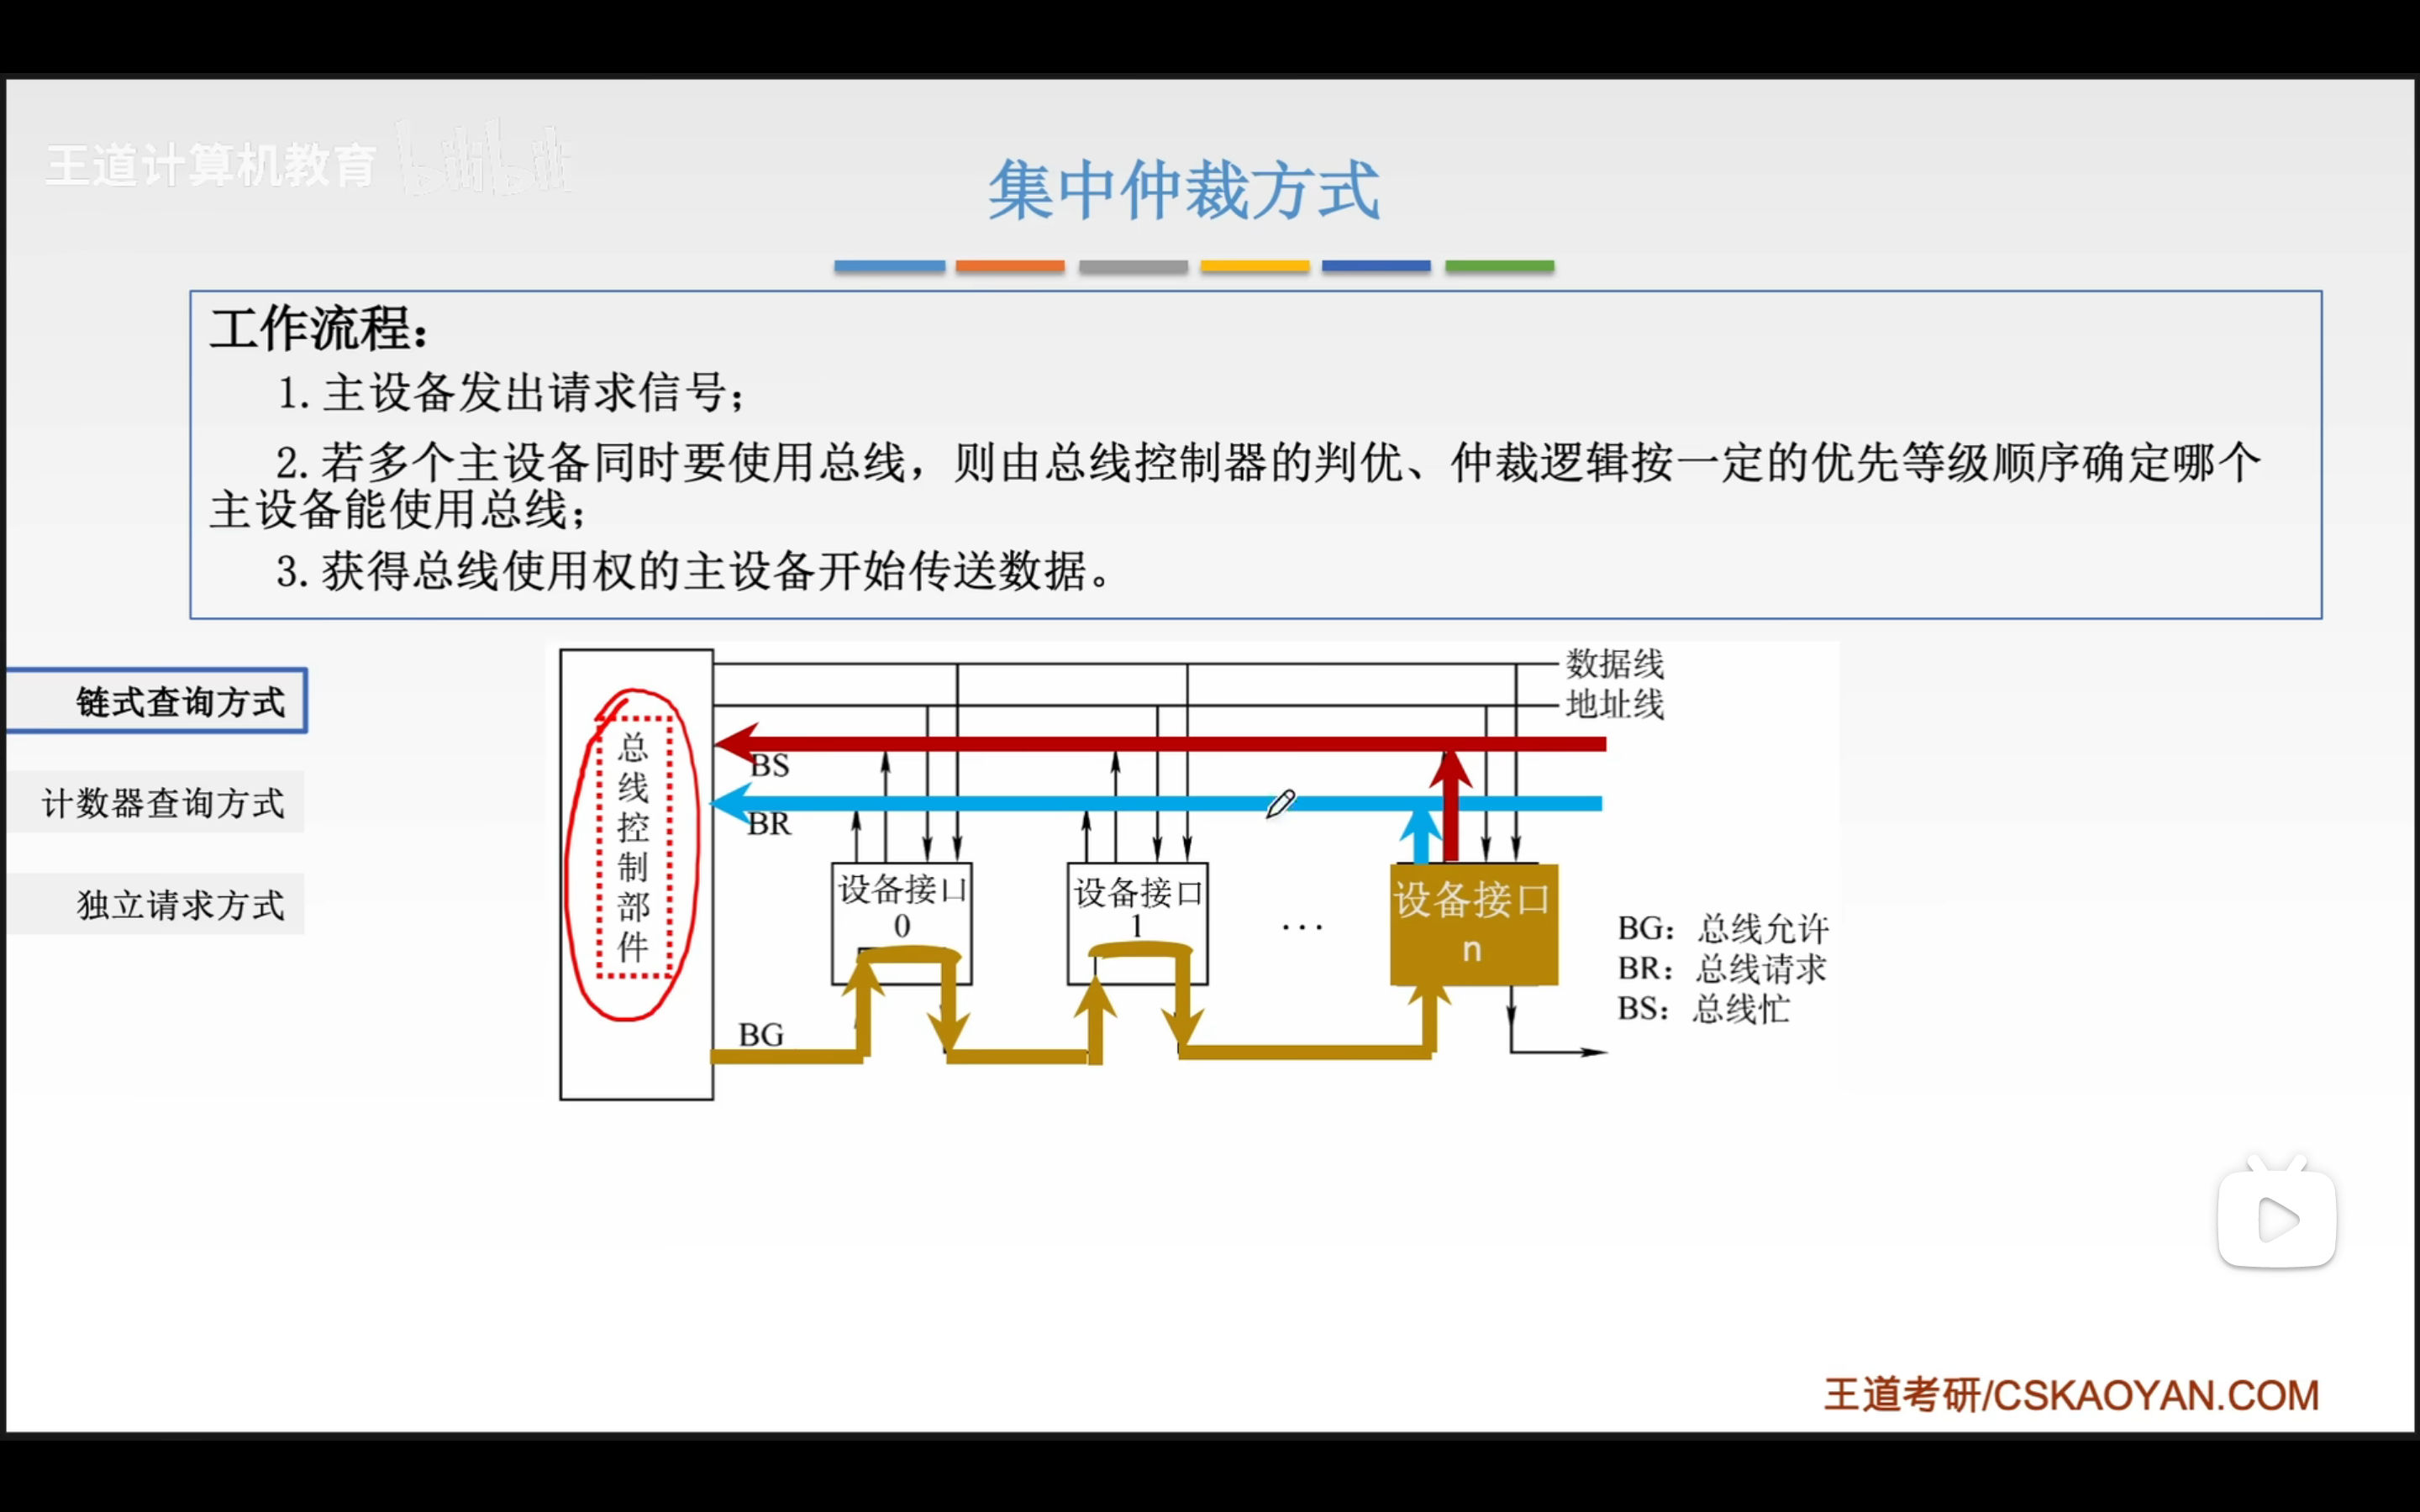 王道计算机教育 bilibili
集中仲裁方式
工作流程：
1.主设备发出请求信号；
2.若多个主设备同时要使用总线，则由总线控制器的判优、仲裁逻辑按一定的优先等级顺序确定哪个
主设备能使用总线；
3.获得总线使用权的主设备开始传送数据。
链式查询方式
计数器查询方式
独立请求方式
总线控制部件
数据线
地址线
BS
BR
设备接口
0
设备接口
1
···
设备接口
n
BG
BG：总线允许
BR：总线请求
BS：总线忙
王道考研/CSKAOYAN.COM